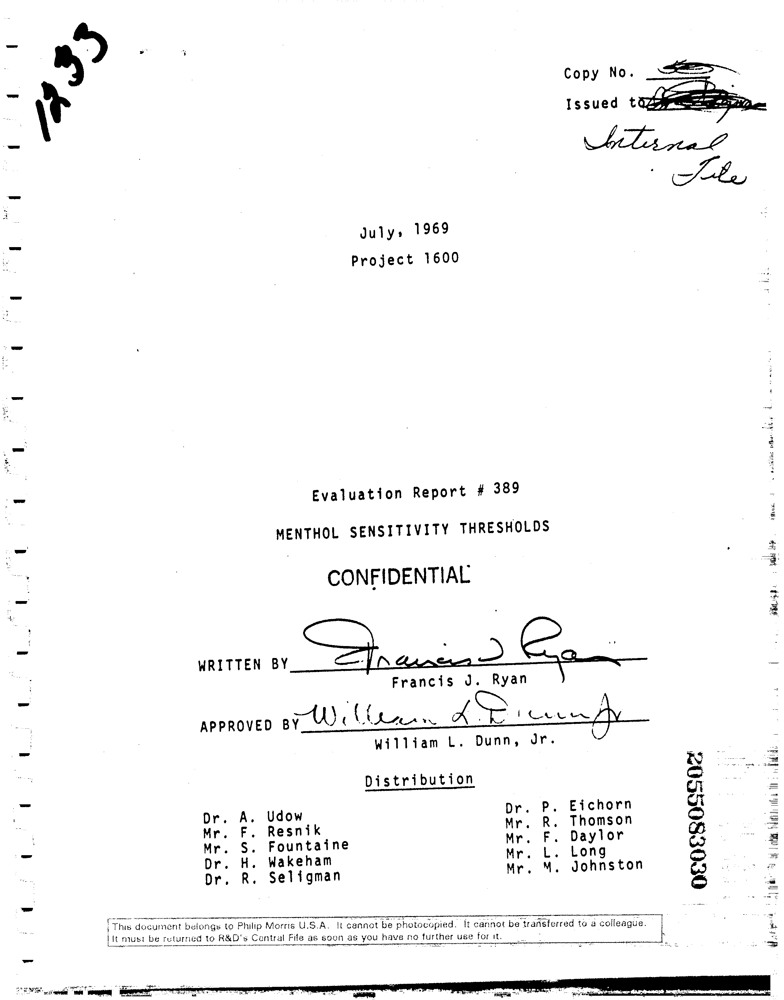 1233
Copy No.
Issued to
Internal
File
July, 1969
Project 1600
Evaluation Report # 389
MENTHOL SENSITIVITY THRESHOLDS
CONFIDENTIAL
WRITTEN BY Francis J Ryan
Francis J. Ryan
APPROVED BY William L. Dunn Jr
William L. Dunn, Jr.
Distribution
Dr. A. Udow
Mr. F. Resnik
Mr. S. Fountaine
Dr. H. Wakeham
Dr. R. Seligman
Dr. P. Eichorn
Mr. R. Thomson
Mr. F. Daylor
Mr. L. Long
Mr. M. Johnston
2055083030
This document belongs to Philip Morris U.S.A. It cannot be photocopied. It cannot be transferred to a colleague.
It must be returned to R&D's Central File as soon as you have no further use for it.